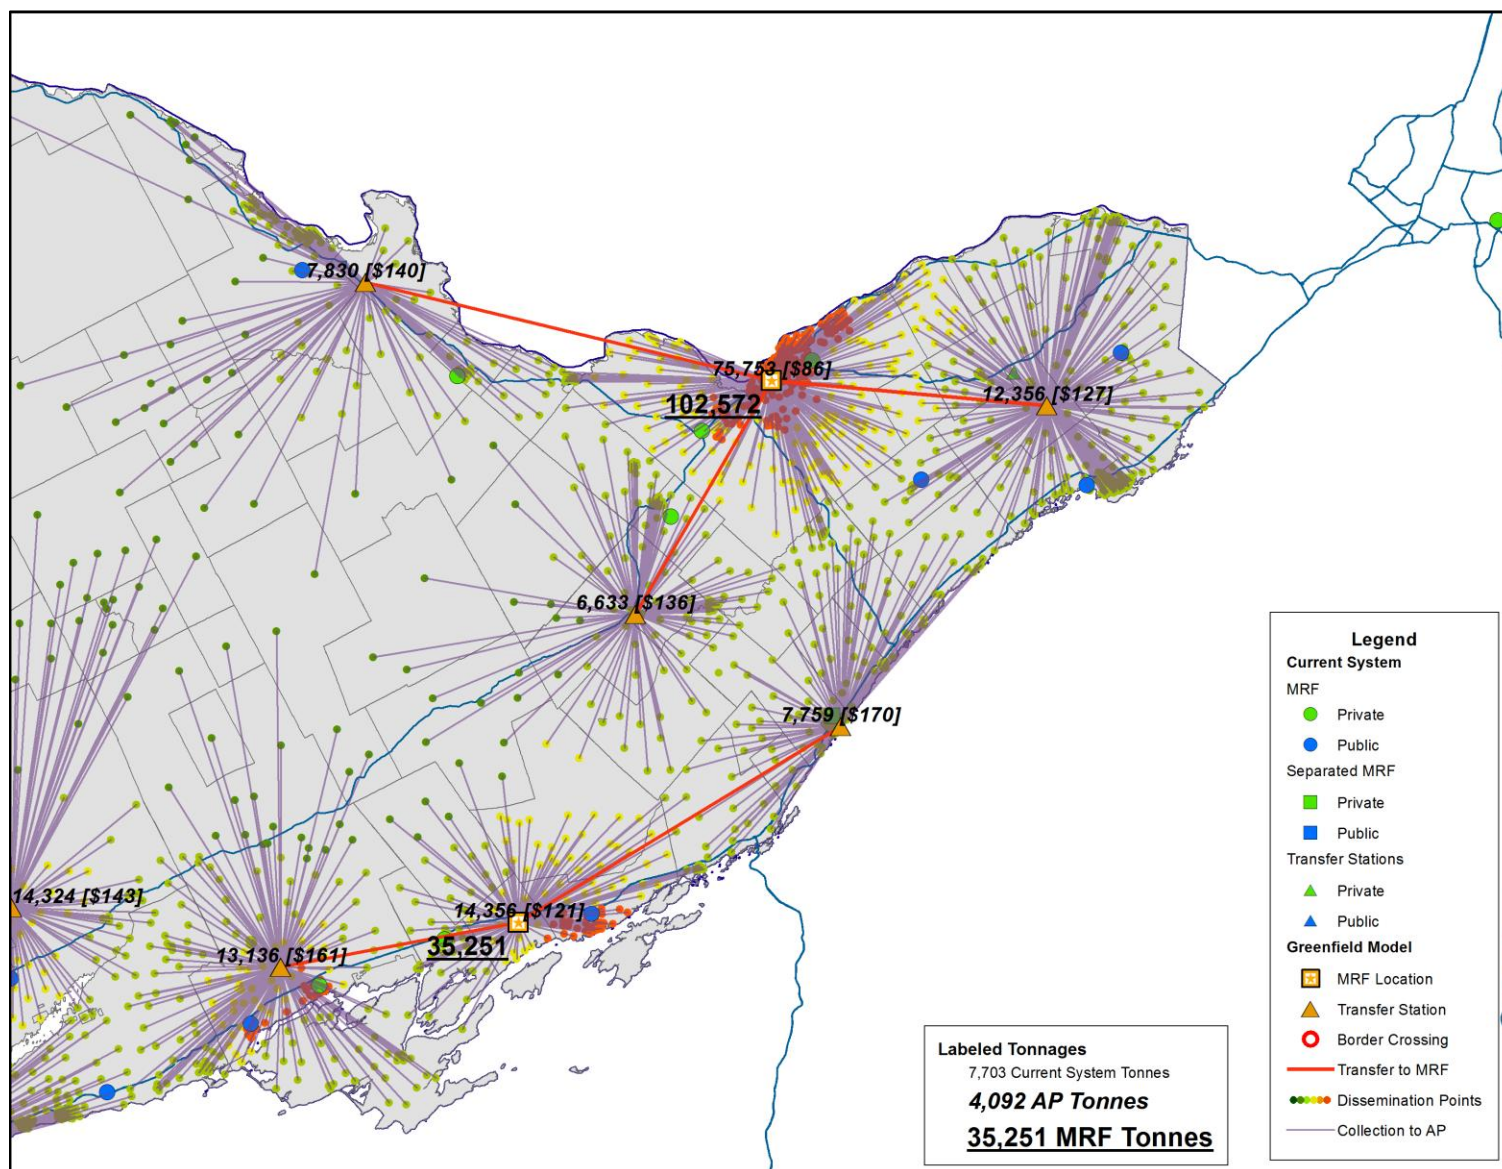 7,830 [$140]
75,753 [$86]
102,572
12,356 [$127]
6,633 [$136]
7,759 [$170]
14,324 [$143]
14,356 [$121]
35,251
13,136 [$161]
Legend
Current System
MRF
Private
Public
Separated MRF
Private
Public
Transfer Stations
Private
Public
Greenfield Model
MRF Location
Transfer Station
Border Crossing
Transfer to MRF
Dissemination Points
Collection to AP
Labeled Tonnages
7,703 Current System Tonnes
4,092 AP Tonnes
35,251 MRF Tonnes